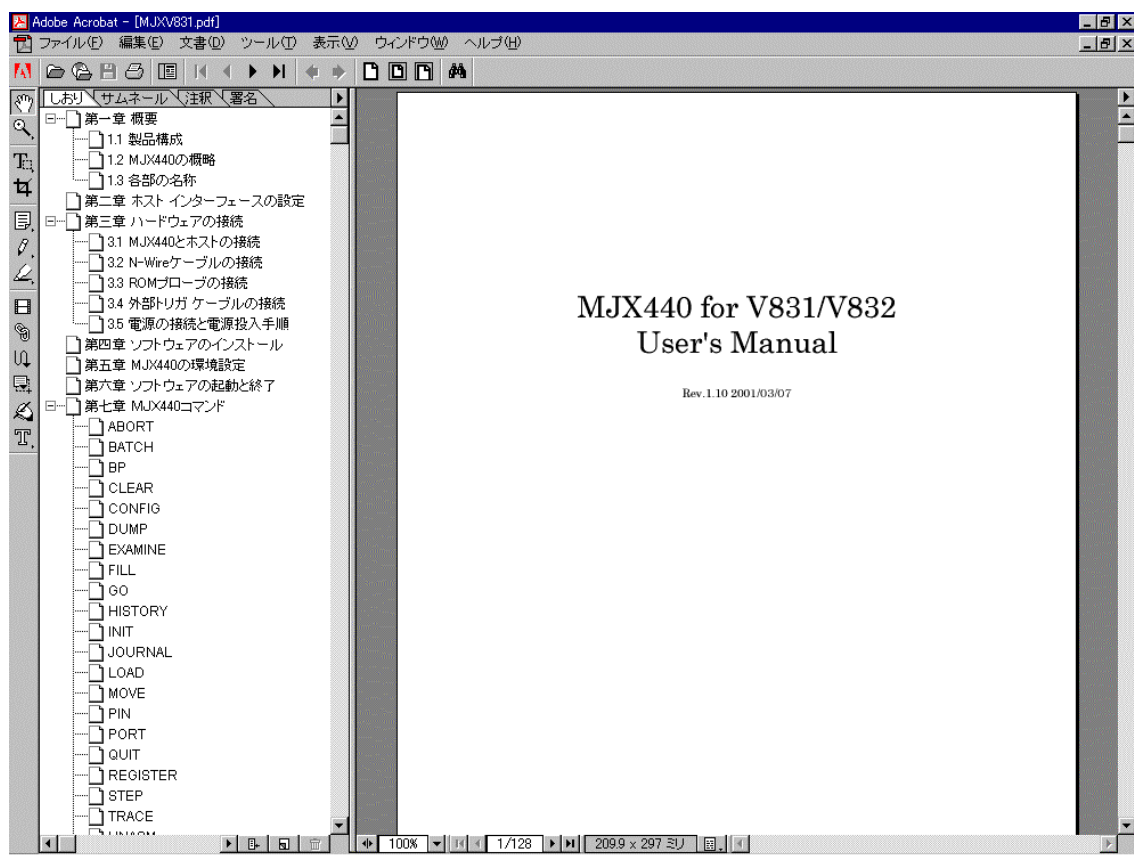 Adobe Acrobat - [MJXV831.pdf]
ファイル(F) 編集(E) 文書(D) ツール(T) 表示(V) ウィンドウ(W) ヘルプ(H)
しおり サムネール 注釈 署名
第一章 概要
1.1 製品構成
1.2 MJX440の概略
1.3 各部の名称
第二章 ホスト インターフェースの設定
第三章 ハードウェアの接続
3.1 MJX440とホストの接続
3.2 N-Wireケーブルの接続
3.3 ROMプローブの接続
3.4 外部トリガ ケーブルの接続
3.5 電源の接続と電源投入手順
第四章 ソフトウェアのインストール
第五章 MJX440の環境設定
第六章 ソフトウェアの起動と終了
第七章 MJX440コマンド
ABORT
BATCH
BP
CLEAR
CONFIG
DUMP
EXAMINE
FILL
GO
HISTORY
INIT
JOURNAL
LOAD
MOVE
PIN
PORT
QUIT
REGISTER
STEP
TRACE
MJX440 for V831/V832
User's Manual
Rev.1.10 2001/03/07
100% 1/128 209.9 x 297 ミリ